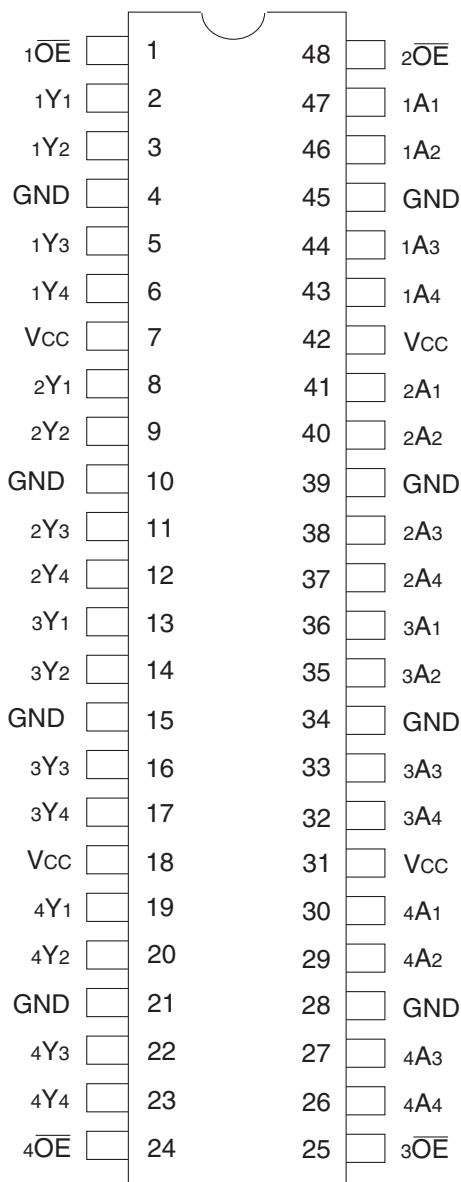 1O̅E̅ 1 48 2O̅E̅
1Y1 2 47 1A1
1Y2 3 46 1A2
GND 4 45 GND
1Y3 5 44 1A3
1Y4 6 43 1A4
VCC 7 42 VCC
2Y1 8 41 2A1
2Y2 9 40 2A2
GND 10 39 GND
2Y3 11 38 2A3
2Y4 12 37 2A4
3Y1 13 36 3A1
3Y2 14 35 3A2
GND 15 34 GND
3Y3 16 33 3A3
3Y4 17 32 3A4
VCC 18 31 VCC
4Y1 19 30 4A1
4Y2 20 29 4A2
GND 21 28 GND
4Y3 22 27 4A3
4Y4 23 26 4A4
4O̅E̅ 24 25 3O̅E̅